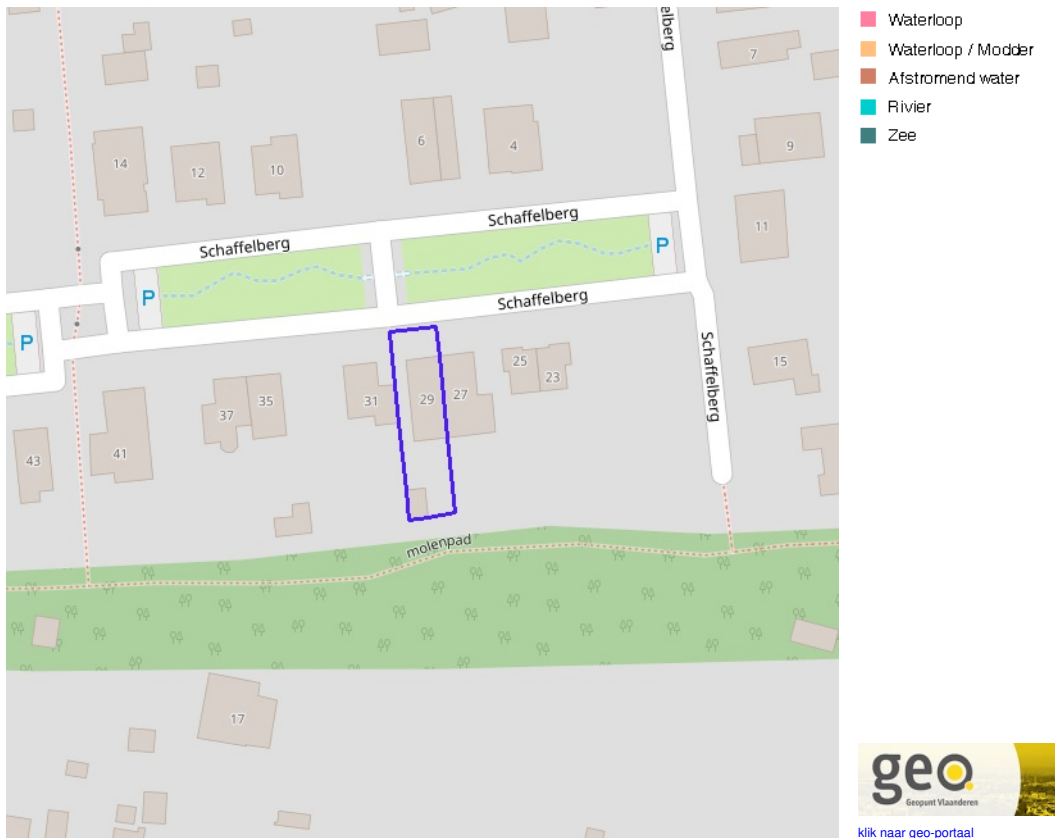 elberg
7
14
12
10
6
4
9
11
Schaffelberg
Schaffelberg
P
P
P
Schaffelberg
Schaffelberg
15
25
23
31
29
27
37
35
41
43
molenpad
17
Waterloop
Waterloop / Modder
Afstromend water
Rivier
Zee
geo.
Geopunt Vlaanderen
klik naar geo-portaal